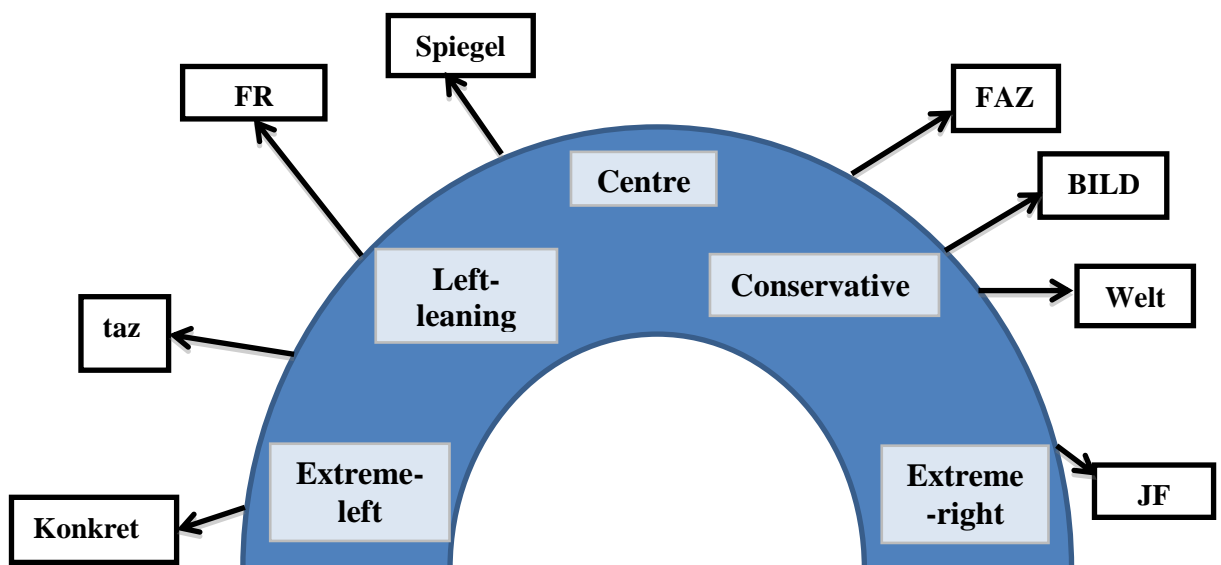 Spiegel
FR
FAZ
Centre
BILD
Left-
leaning
Conservative
Welt
taz
Extreme-
left
Extreme
-right
JF
Konkret